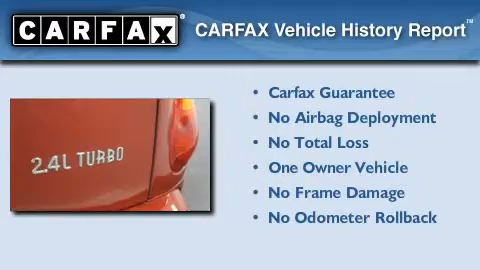 CARFAX® CARFAX Vehicle History Report™
• Carfax Guarantee
• No Airbag Deployment
2.4L TURBO
• No Total Loss
• One Owner Vehicle
• No Frame Damage
• No Odometer Rollback